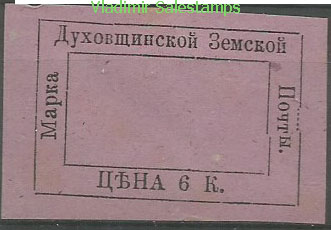 Vladimir-Salestamps
Духовщинской Земской
Марка
Почты.
ЦѢНА 6 К.